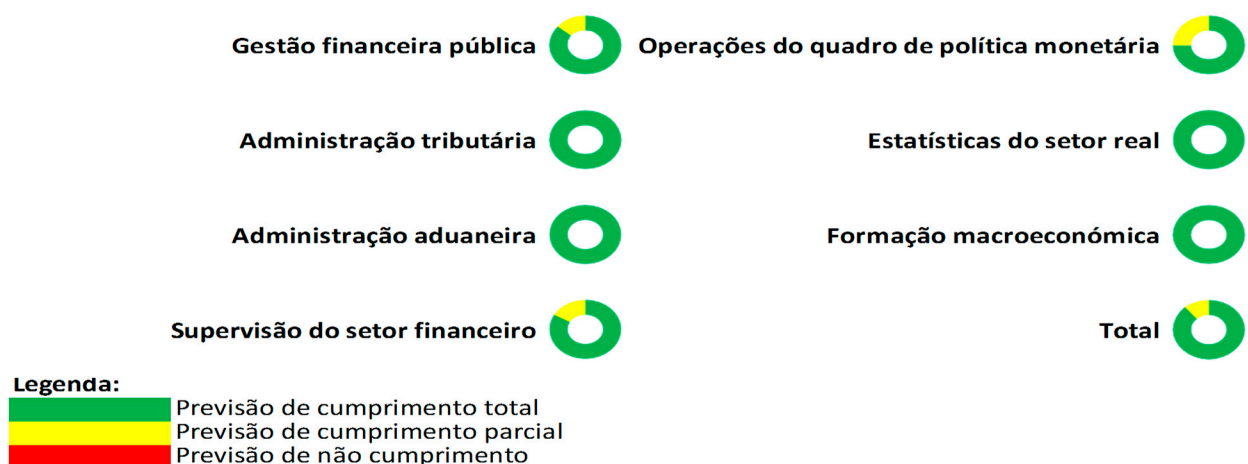 Gestão financeira pública
Operações do quadro de política monetária
Administração tributária
Estatísticas do setor real
Administração aduaneira
Formação macroeconómica
Supervisão do setor financeiro
Total
Legenda:
Previsão de cumprimento total
Previsão de cumprimento parcial
Previsão de não cumprimento